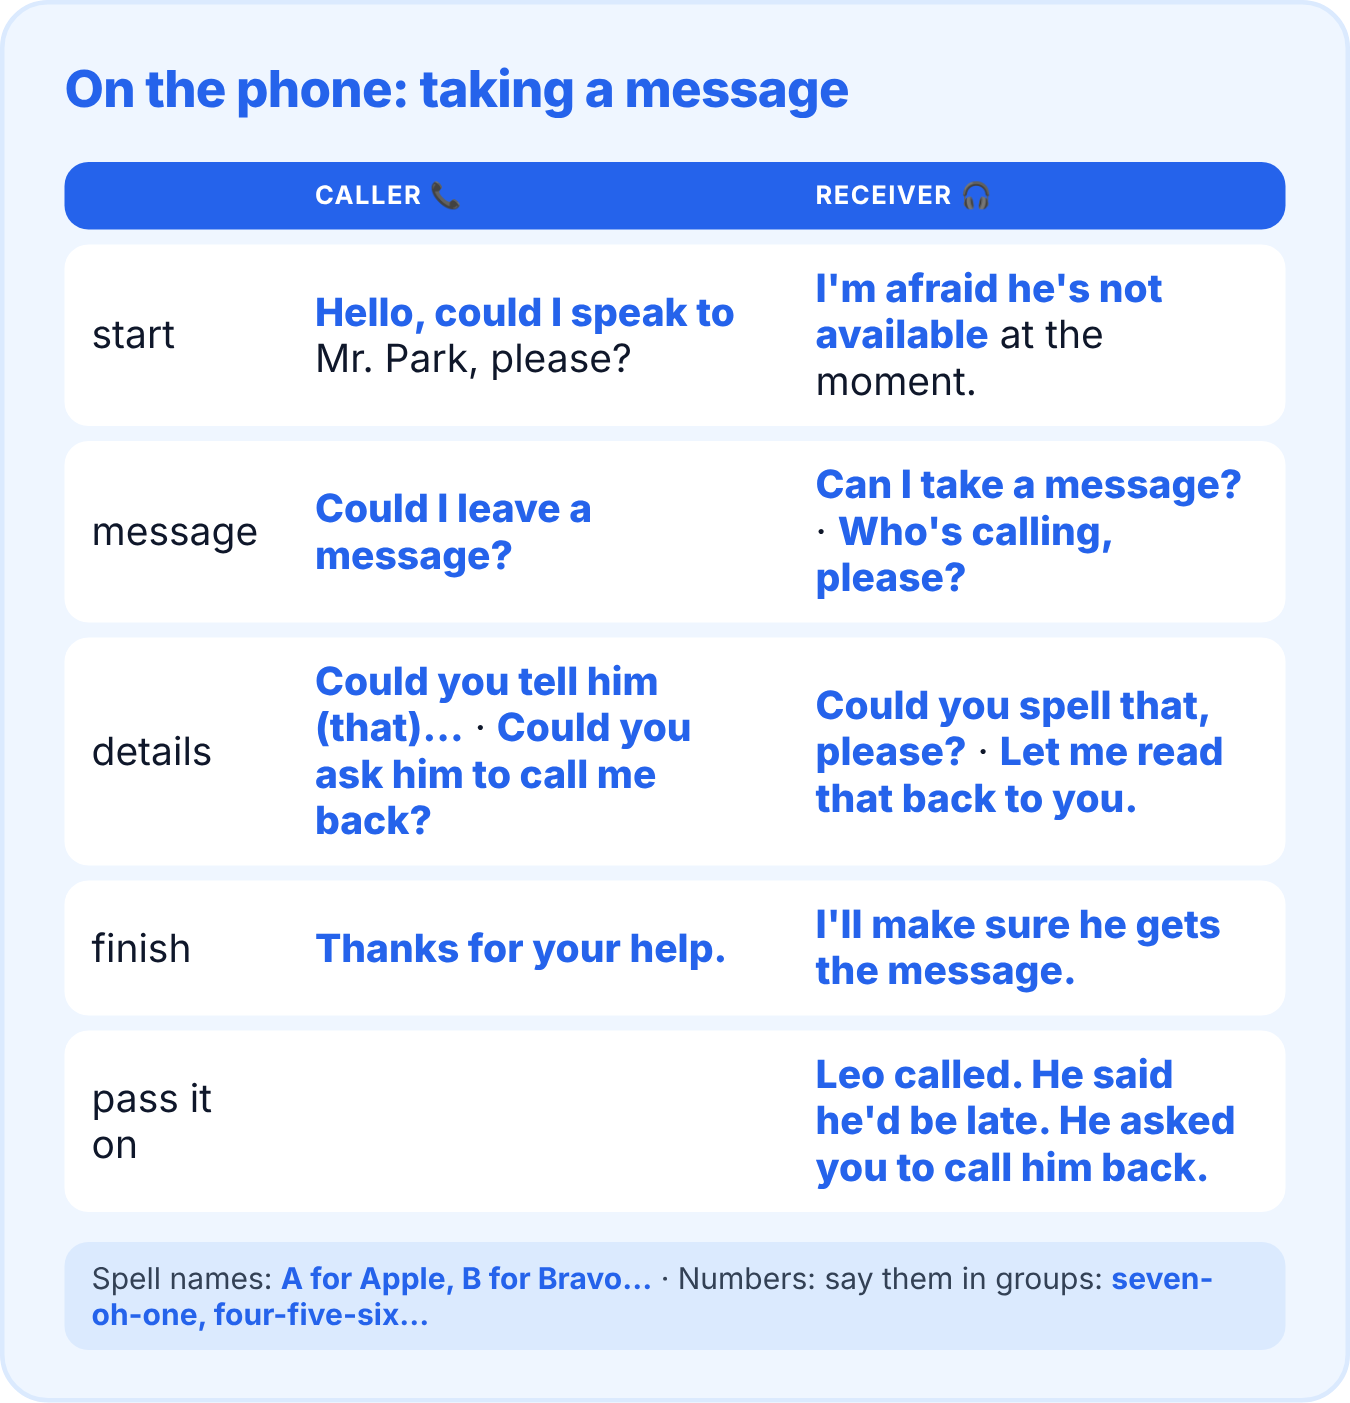 On the phone: taking a message
CALLER 📞 RECEIVER 🎧
start
Hello, could I speak to
Mr. Park, please?
I'm afraid he's not
available at the
moment.
message
Could I leave a
message?
Can I take a message?
· Who's calling,
please?
details
Could you tell him
(that)... · Could you
ask him to call me
back?
Could you spell that,
please? · Let me read
that back to you.
finish
Thanks for your help.
I'll make sure he gets
the message.
pass it
on
Leo called. He said
he'd be late. He asked
you to call him back.
Spell names: A for Apple, B for Bravo... · Numbers: say them in groups: seven-
oh-one, four-five-six...